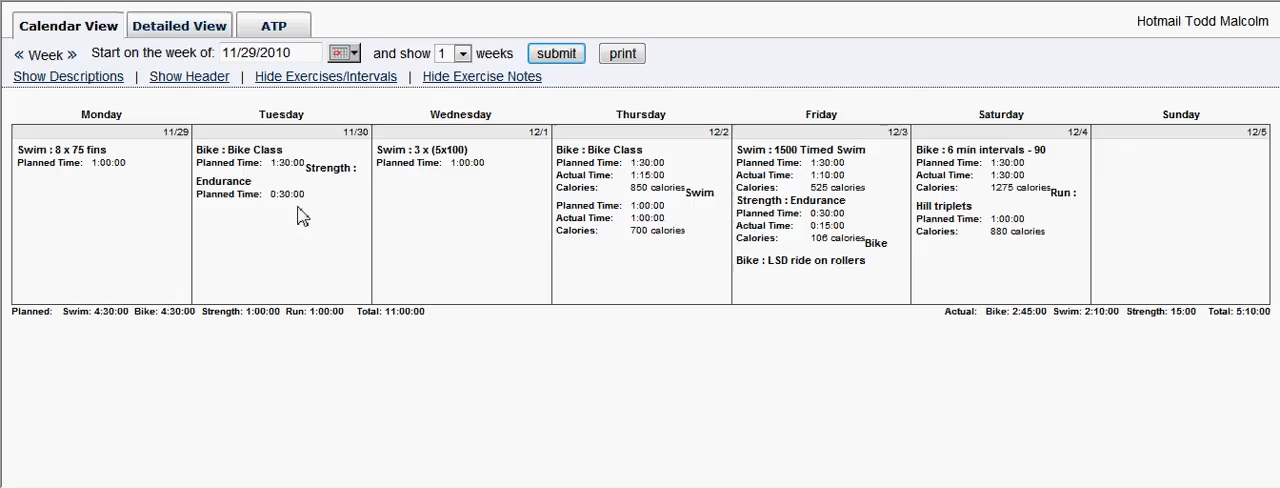 Calendar View Detailed View ATP Hotmail Todd Malcolm
« Week » Start on the week of: 11/29/2010 and show 1 weeks submit print
Show Descriptions | Show Header | Hide Exercises/Intervals | Hide Exercise Notes
Monday Tuesday Wednesday Thursday Friday Saturday Sunday
11/29 11/30 12/1 12/2 12/3 12/4 12/5
Swim : 8 x 75 fins
Planned Time: 1:00:00
Bike : Bike Class
Planned Time: 1:30:00 Strength :
Endurance
Planned Time: 0:30:00
Swim : 3 x (5x100)
Planned Time: 1:00:00
Bike : Bike Class
Planned Time: 1:30:00
Actual Time: 1:15:00
Calories: 850 calories Swim
Planned Time: 1:00:00
Actual Time: 1:00:00
Calories: 700 calories
Swim : 1500 Timed Swim
Planned Time: 1:30:00
Actual Time: 1:10:00
Calories: 525 calories
Strength : Endurance
Planned Time: 0:30:00
Actual Time: 0:15:00
Calories: 106 calories Bike
Bike : LSD ride on rollers
Bike : 6 min intervals - 90
Planned Time: 1:30:00
Actual Time: 1:30:00
Calories: 1275 calories Run :
Hill triplets
Planned Time: 1:00:00
Calories: 880 calories
Planned: Swim: 4:30:00 Bike: 4:30:00 Strength: 1:00:00 Run: 1:00:00 Total: 11:00:00
Actual: Bike: 2:45:00 Swim: 2:10:00 Strength: 15:00 Total: 5:10:00